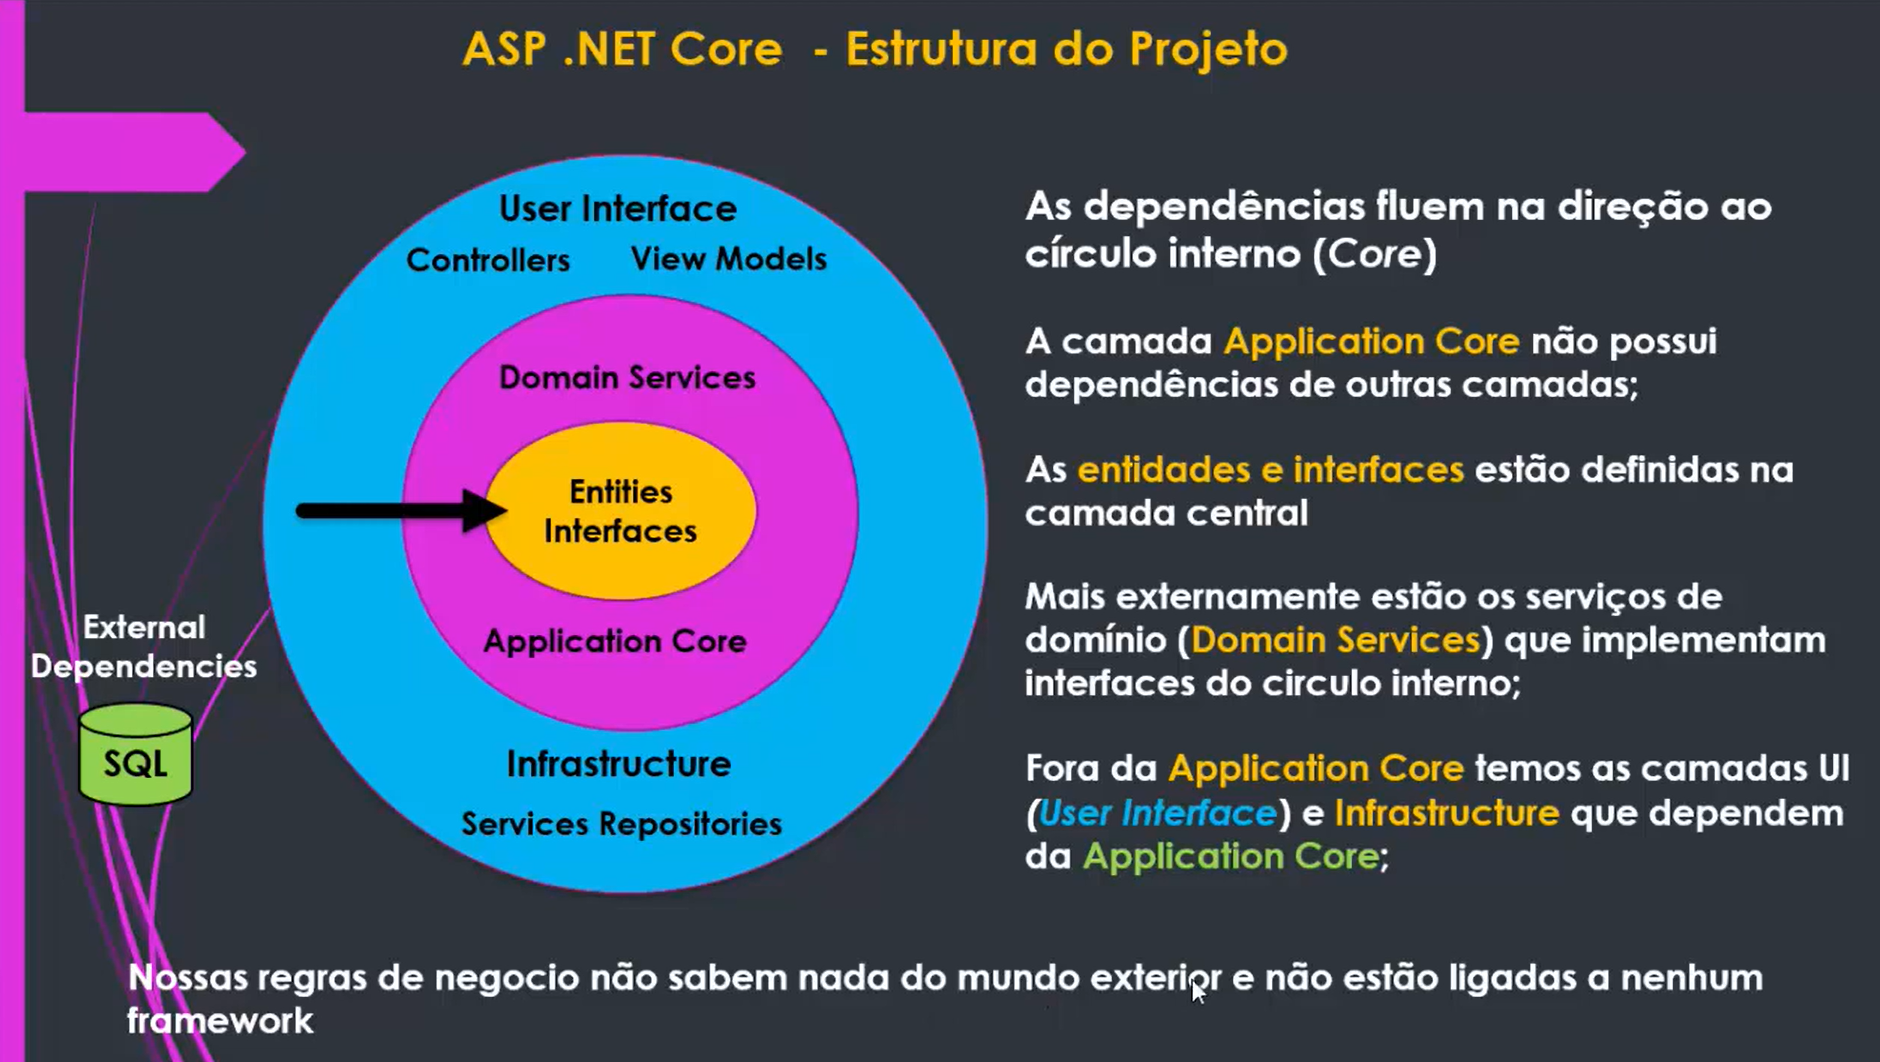 ASP .NET Core - Estrutura do Projeto
User Interface
Controllers View Models
Domain Services
Entities
Interfaces
Application Core
Infrastructure
Services Repositories
External
Dependencies
SQL
As dependências fluem na direção ao
círculo interno (Core)
A camada Application Core não possui
dependências de outras camadas;
As entidades e interfaces estão definidas na
camada central
Mais externamente estão os serviços de
domínio (Domain Services) que implementam
interfaces do circulo interno;
Fora da Application Core temos as camadas UI
(User Interface) e Infrastructure que dependem
da Application Core;
Nossas regras de negocio não sabem nada do mundo exterior e não estão ligadas a nenhum
framework